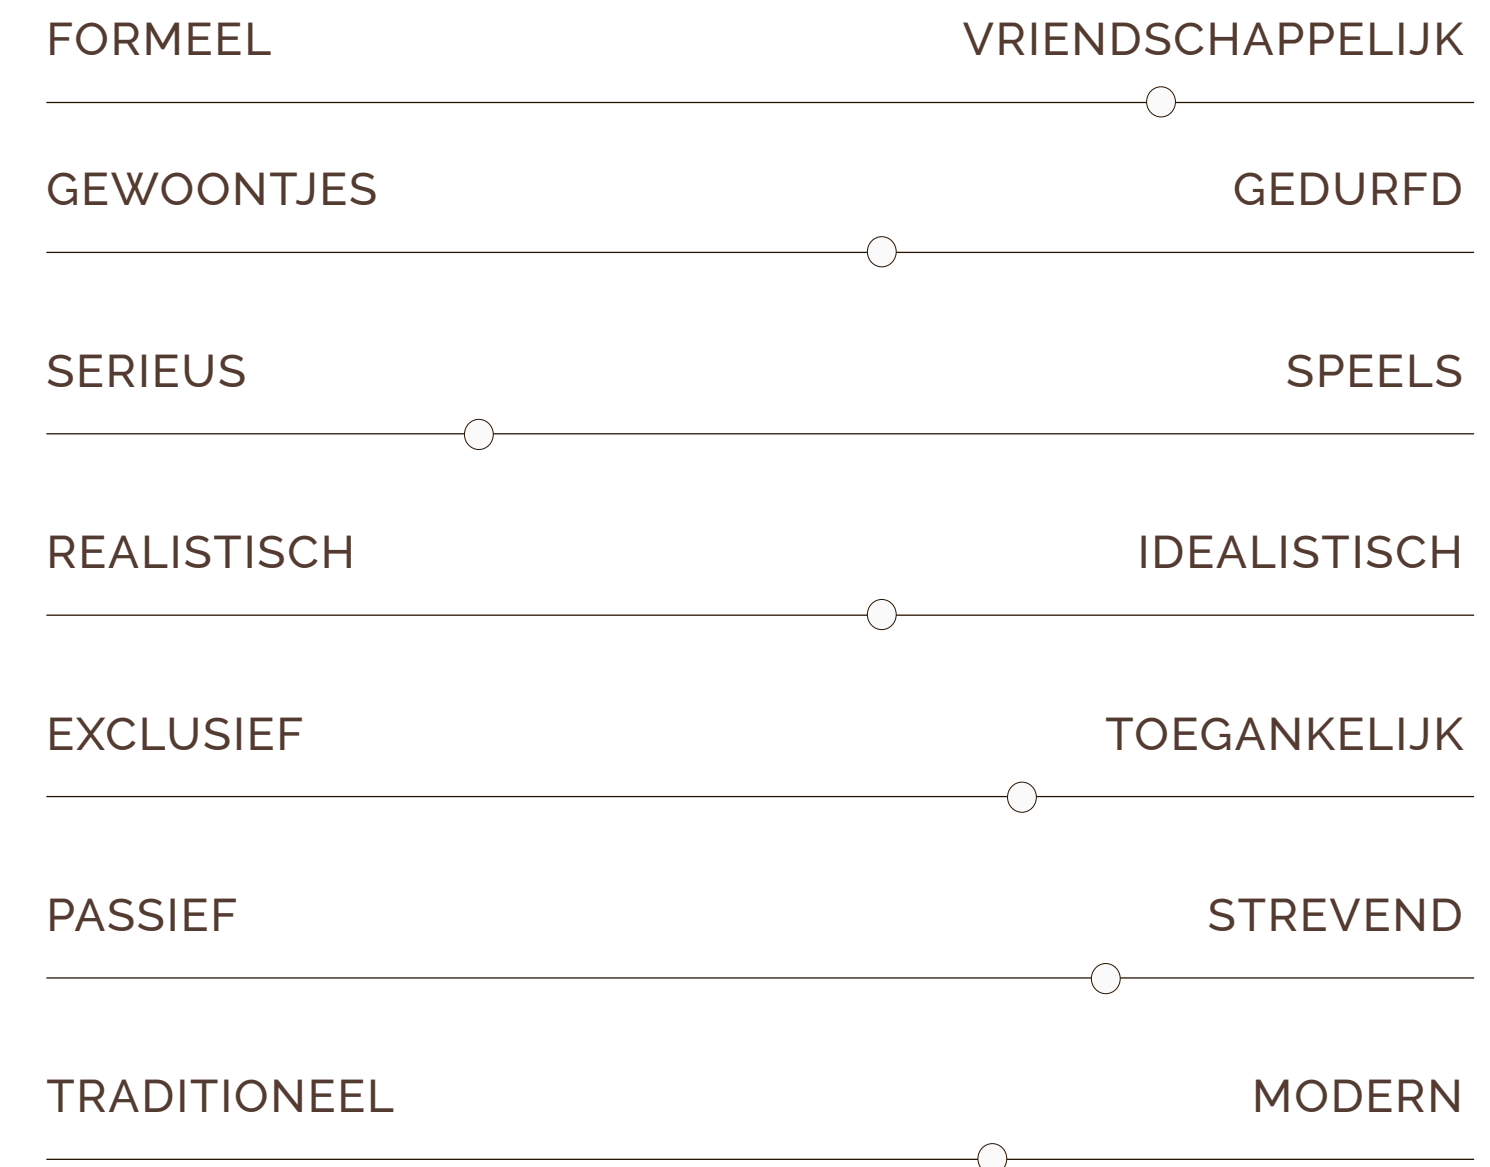 FORMEEL VRIENDSCHAPPELIJK
GEWOONTJES GEDURFD
SERIEUS SPEELS
REALISTISCH IDEALISTISCH
EXCLUSIEF TOEGANKELIJK
PASSIEF STREVEND
TRADITIONEEL MODERN